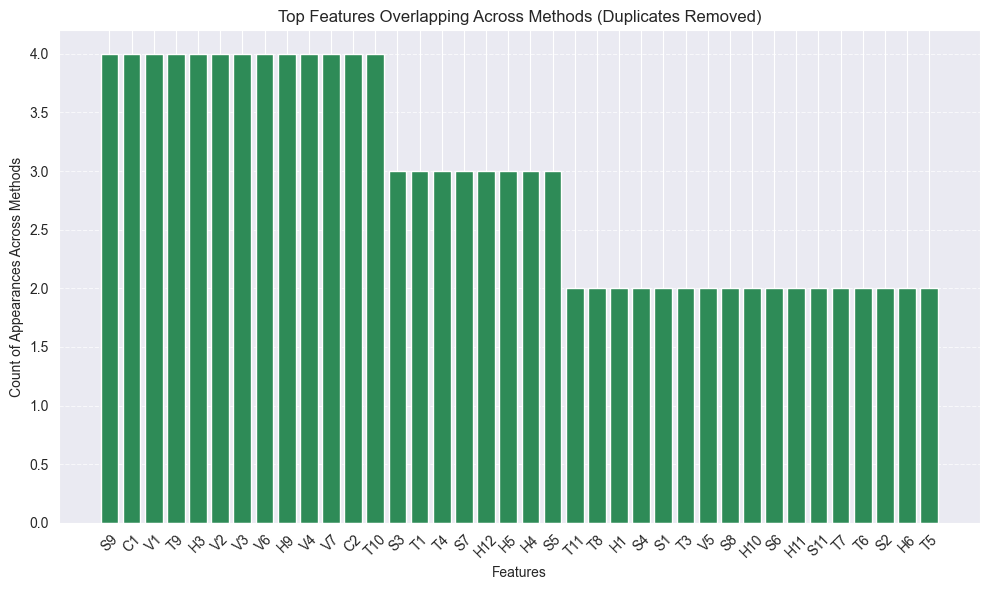 Top Features Overlapping Across Methods (Duplicates Removed)
Count of Appearances Across Methods
4.0
3.5
3.0
2.5
2.0
1.5
1.0
0.5
0.0
S9 C1 V1 T9 H3 V2 V3 V6 H9 V4 V7 C2 T10 S3 T1 T4 S7 H12 H5 H4 S5 T11 T8 H1 S4 S1 T3 V5 S8 H10 S6 H11 S11 T7 T6 S2 H6 T5
Features